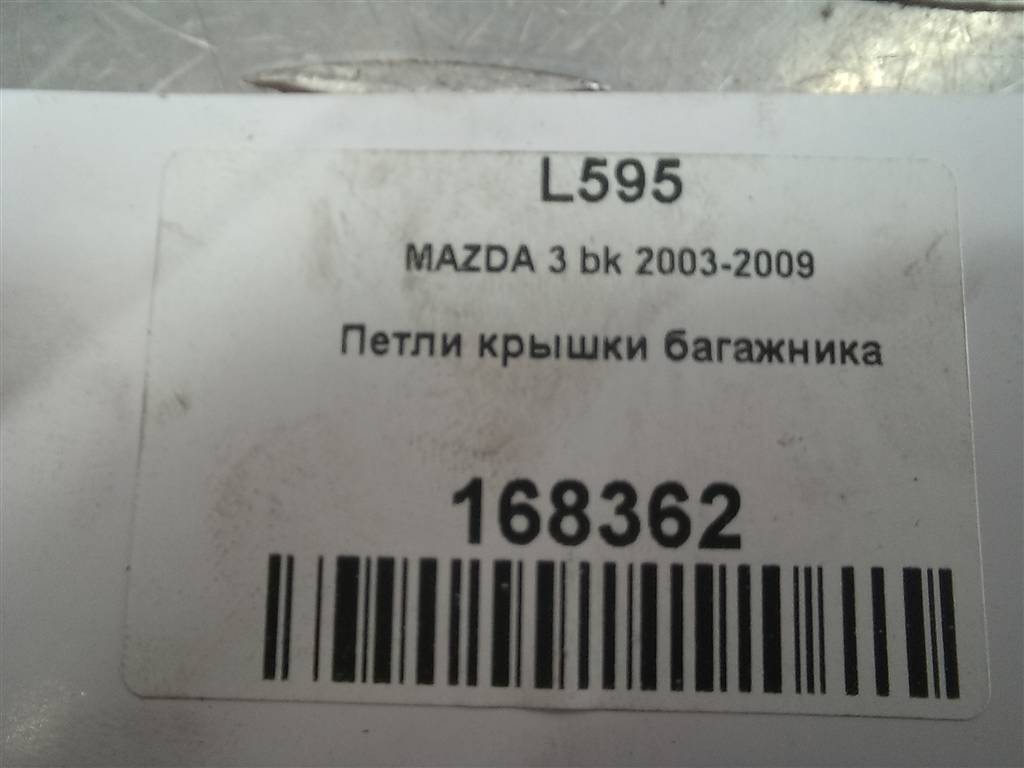 L595
MAZDA 3 bk 2003-2009
Петли крышки багажника
168362